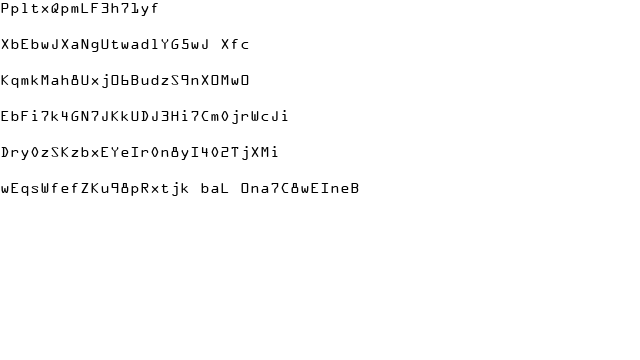 PpltxQpmLF3h71yf
XbEbwJXaNgUtwadlYG5wJ Xfc
KqmkMah8UxjO6BudzS9nXOMwO
EbFi7k4GN7JKkUDJ3Hi7Cm0jrWcJi
Dry0zSKzbxEYeIr0n8yI402TjXMi
wEqsWfefZKu98pRxtjk baL Ona7C8wEIneB